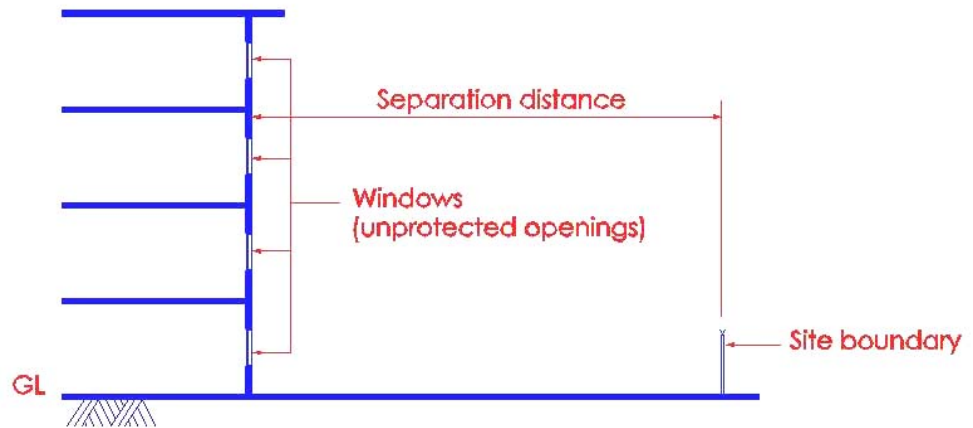 Separation distance
Windows
(unprotected openings)
Site boundary
GL